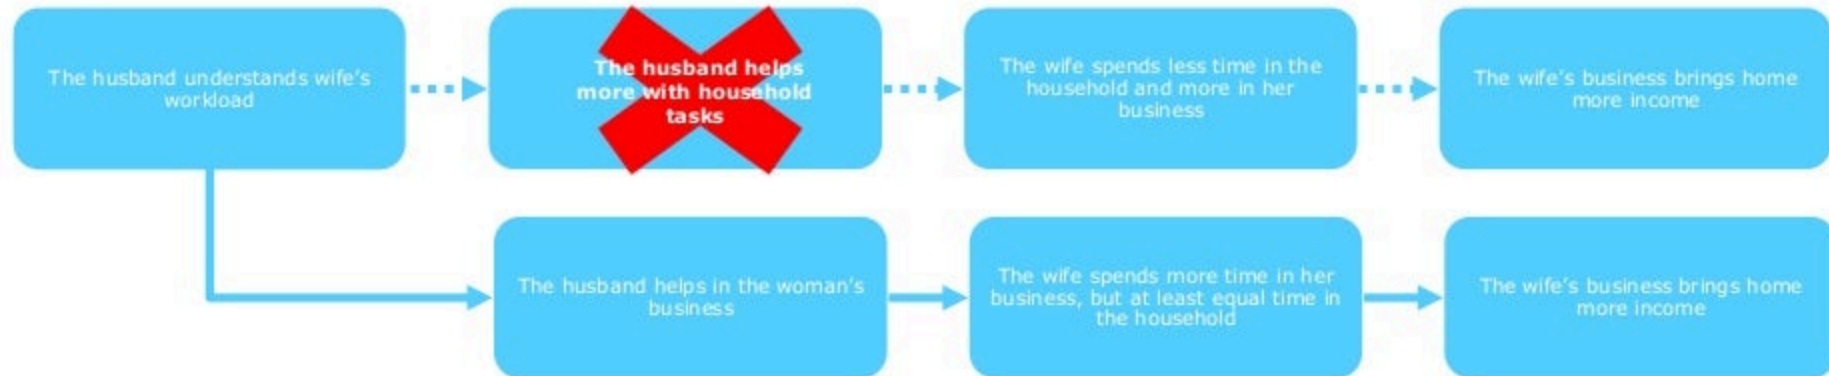 The husband understands wife's
workload
The husband helps
more with household
tasks
The wife spends less time in the
household and more in her
business
The wife's business brings home
more income
The husband helps in the woman's
business
The wife spends more time in her
business, but at least equal time in
the household
The wife's business brings home
more income